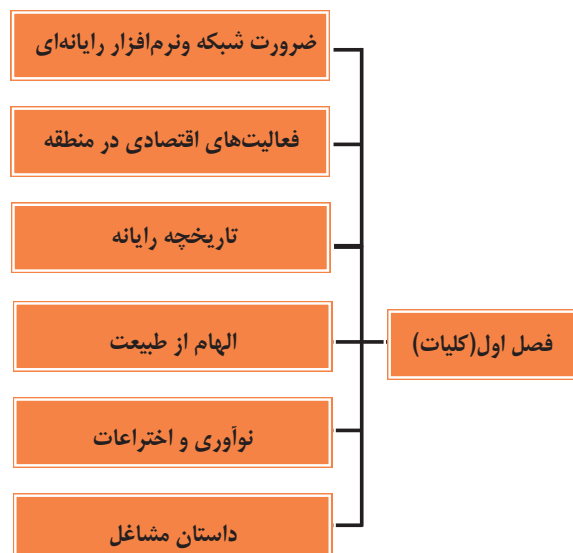 ضرورت شبکه ونرم‌افزار رایانه‌ای
فعالیت‌های اقتصادی در منطقه
تاریخچه رایانه
الهام از طبیعت
فصل اول(کلیات)
نوآوری و اختراعات
داستان مشاغل